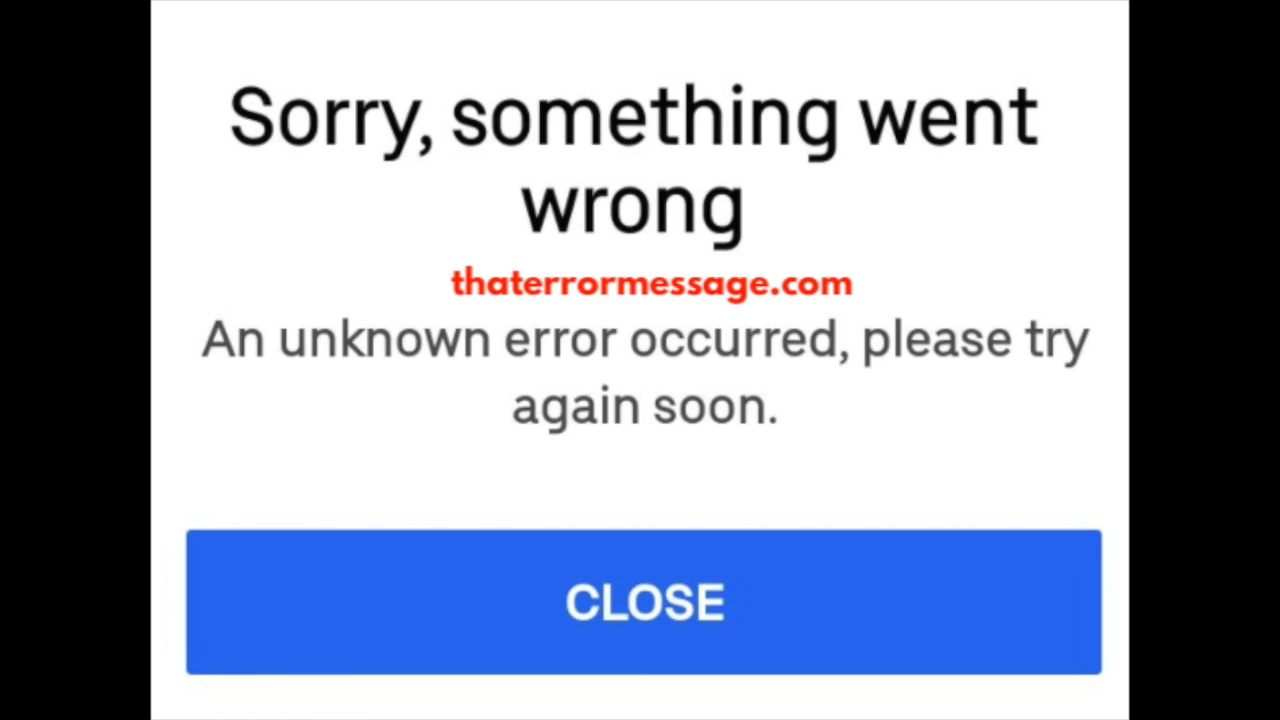 Sorry, something went
wrong
thaterrormessage.com
An unknown error occurred, please try
again soon.
CLOSE